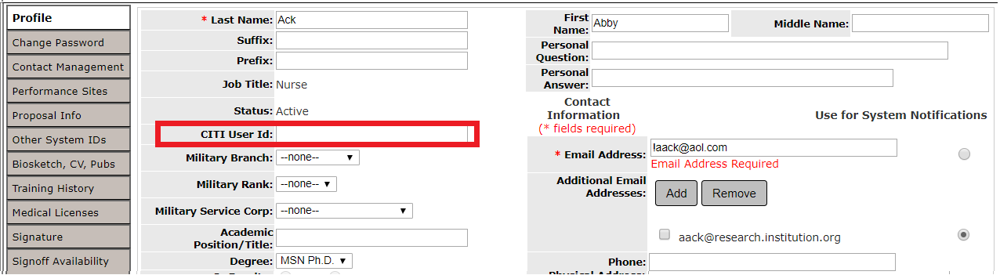 Profile
Change Password
Contact Management
Performance Sites
Proposal Info
Other System IDs
Biosketch, CV, Pubs
Training History
Medical Licenses
Signature
Signoff Availability
* Last Name: Ack
Suffix:
Prefix:
Job Title: Nurse
Status: Active
CITI User Id:
Military Branch: --none--
Military Rank: --none--
Military Service Corp: --none--
Academic
Position/Title:
Degree: MSN Ph.D.
First
Name: Abby
Middle Name:
Personal
Question:
Personal
Answer:
Contact
Information
(* fields required)
Use for System Notifications
* Email Address: !aack@aol.com
Email Address Required
Additional Email
Addresses:
Add Remove
aack@research.institution.org
Phone:
Physical Address: